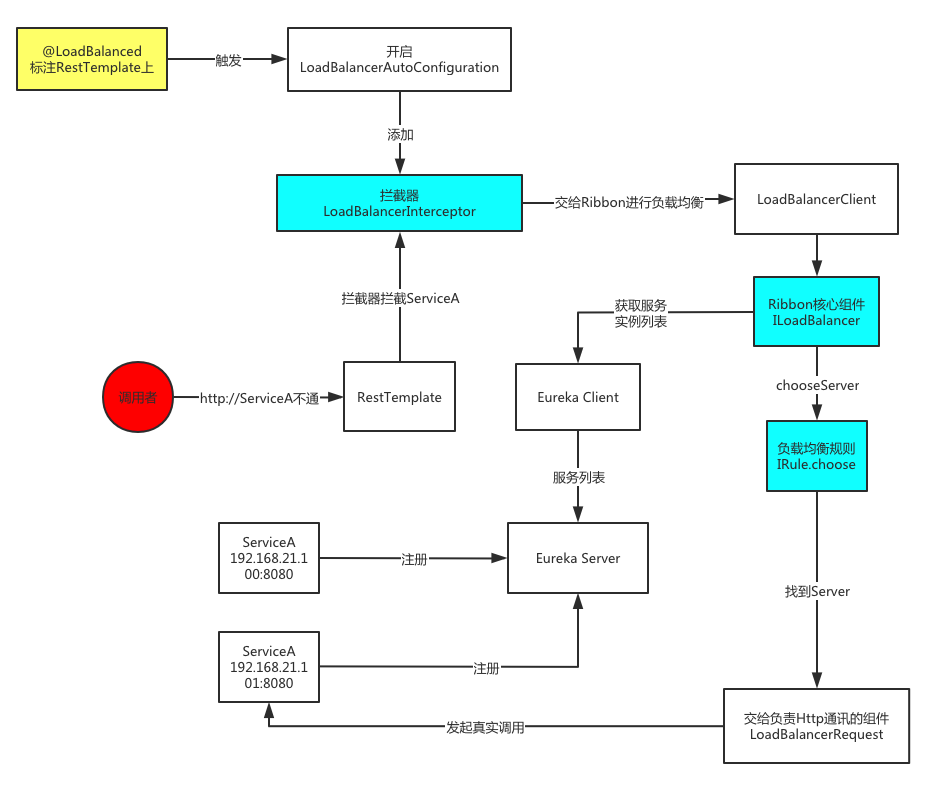 @LoadBalanced
标注RestTemplate上
触发
开启
LoadBalancerAutoConfiguration
添加
拦截器
LoadBalancerInterceptor
交给Ribbon进行负载均衡
LoadBalancerClient
拦截器拦截ServiceA
获取服务
实例列表
Ribbon核心组件
ILoadBalancer
调用者
http://ServiceA不通
RestTemplate
Eureka Client
chooseServer
负载均衡规则
IRule.choose
服务列表
ServiceA
192.168.21.1
00:8080
注册
Eureka Server
找到Server
ServiceA
192.168.21.1
01:8080
注册
发起真实调用
交给负责Http通讯的组件
LoadBalancerRequest